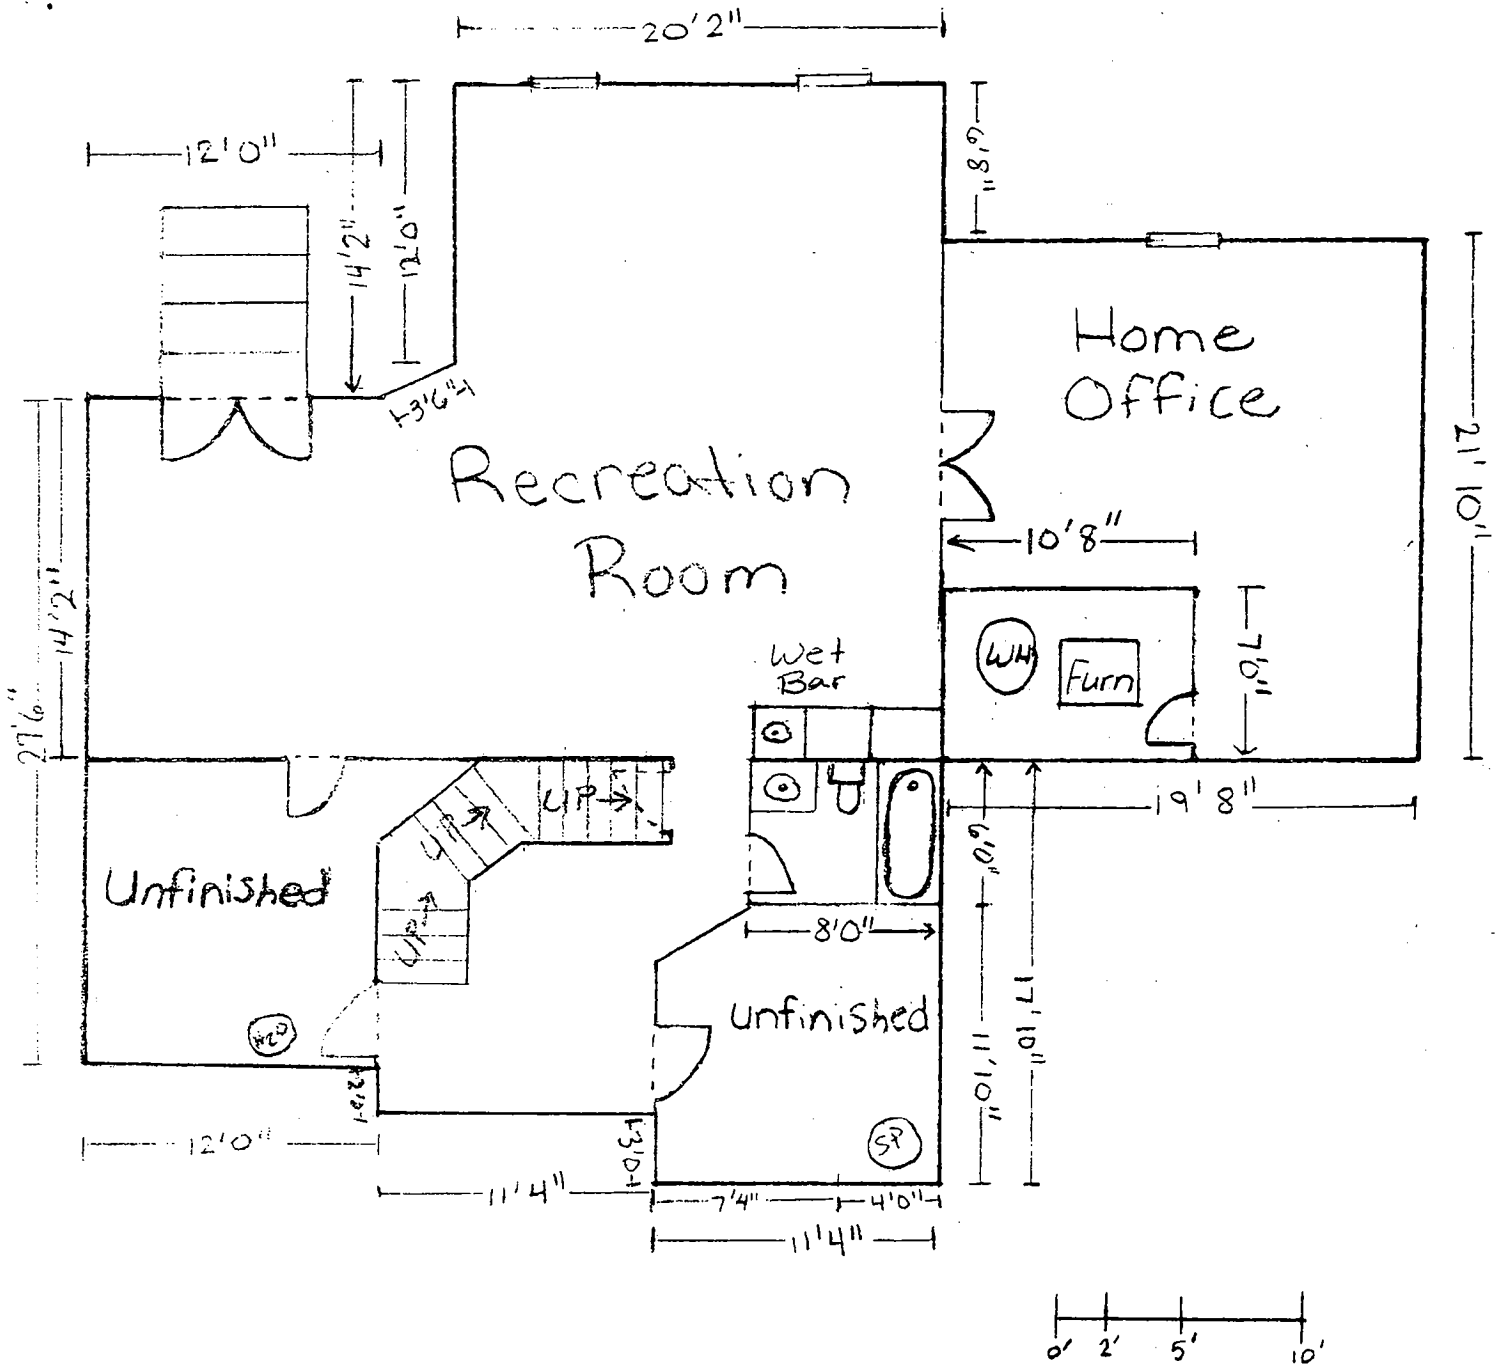 20'2"
12'0"
14'2"
12'0"
6'8"
3'6"
Home
Office
Recreation
Room
21'10"
10'8"
14'2"
27'6"
Wet
Bar
WH
Furn
7'0"
UP
UP
UP
19'8"
6'0"
Unfinished
8'0"
unfinished
17'10"
11'10"
H2O
2'0
3'0
SP
12'0"
11'4"
7'4"
4'0"
11'4"
0'
2'
5'
10'